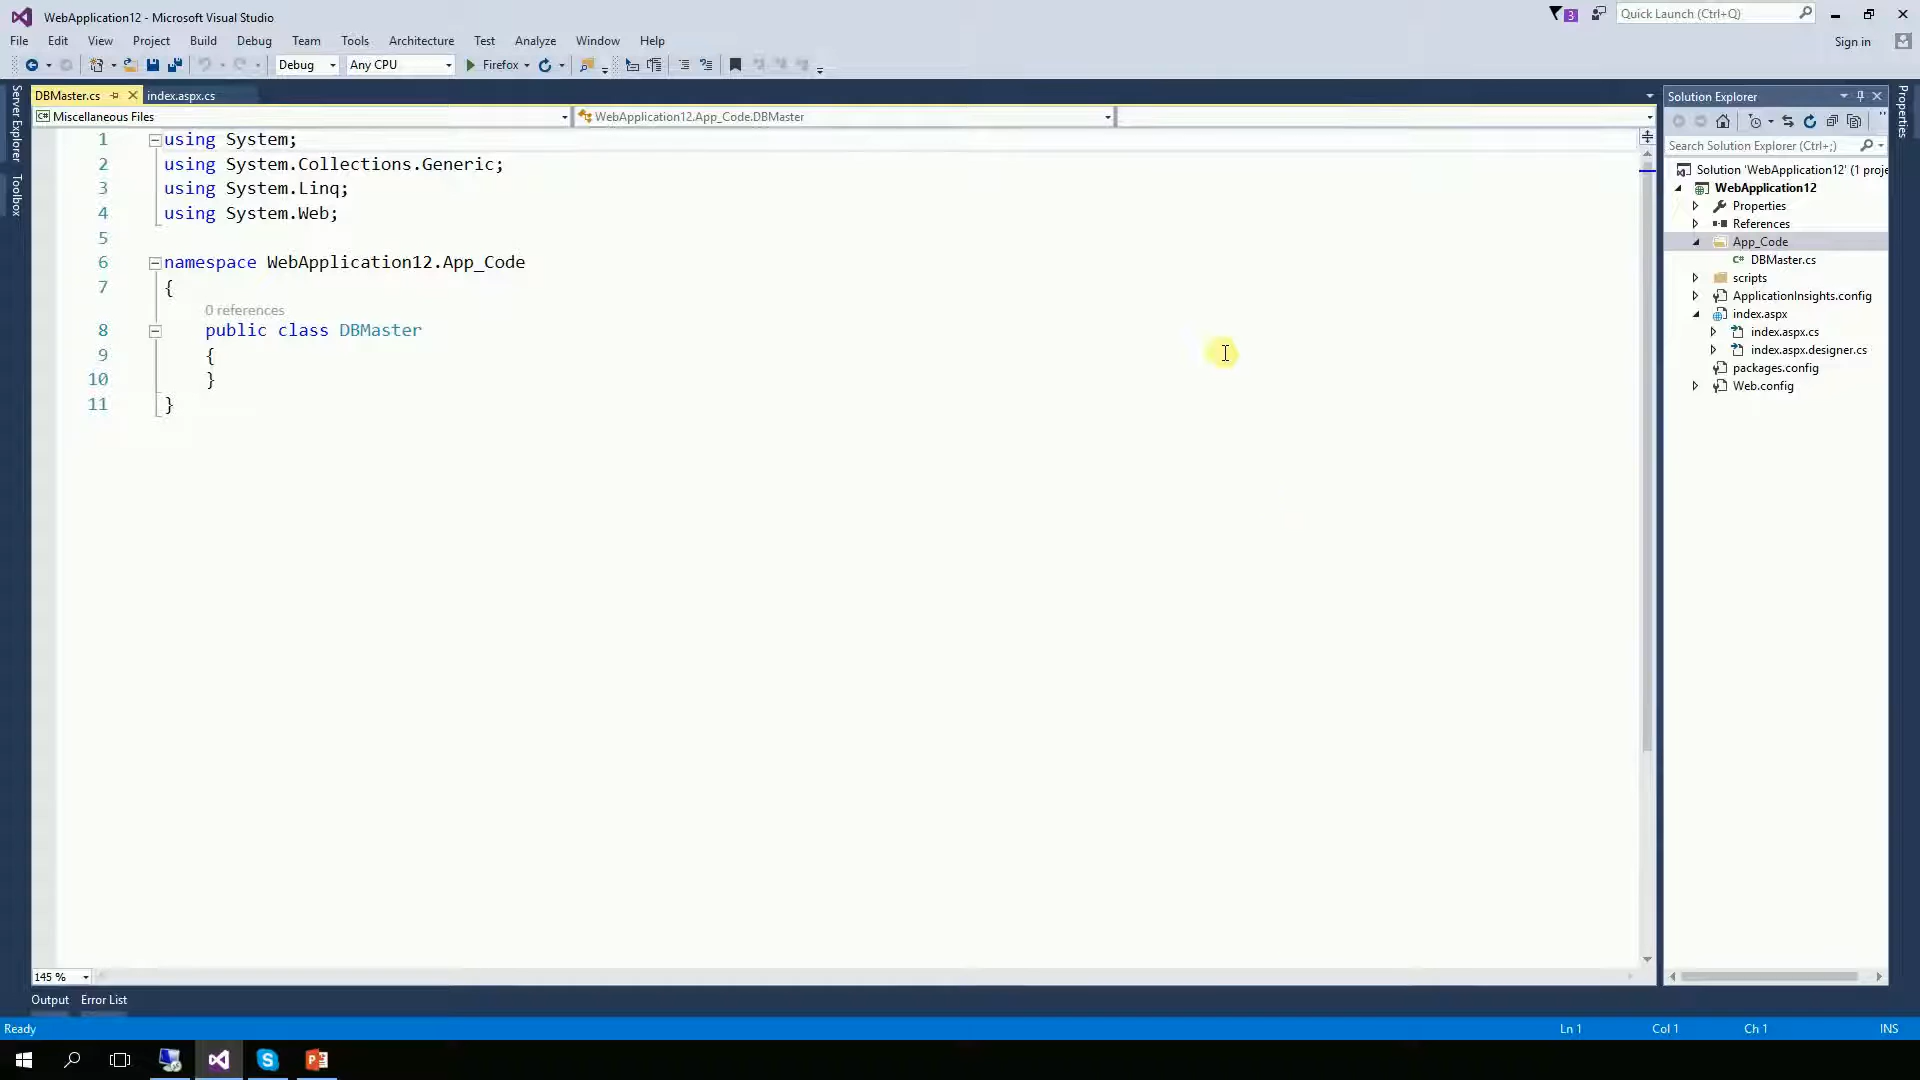 WebApplication12 - Microsoft Visual Studio
3
Quick Launch (Ctrl+Q)
File Edit View Project Build Debug Team Tools Architecture Test Analyze Window Help
Sign in
Debug Any CPU Firefox
DBMaster.cs index.aspx.cs
Miscellaneous Files WebApplication12.App_Code.DBMaster
Server Explorer
Toolbox
1 using System;
2 using System.Collections.Generic;
3 using System.Linq;
4 using System.Web;
5
6 namespace WebApplication12.App_Code
7 {
0 references
8 public class DBMaster
9 {
10 }
11 }
145 %
Solution Explorer
Search Solution Explorer (Ctrl+;)
Solution 'WebApplication12' (1 proje
WebApplication12
Properties
References
App_Code
C# DBMaster.cs
scripts
ApplicationInsights.config
index.aspx
index.aspx.cs
index.aspx.designer.cs
packages.config
Web.config
Properties
Output Error List
Ready Ln 1 Col 1 Ch 1 INS